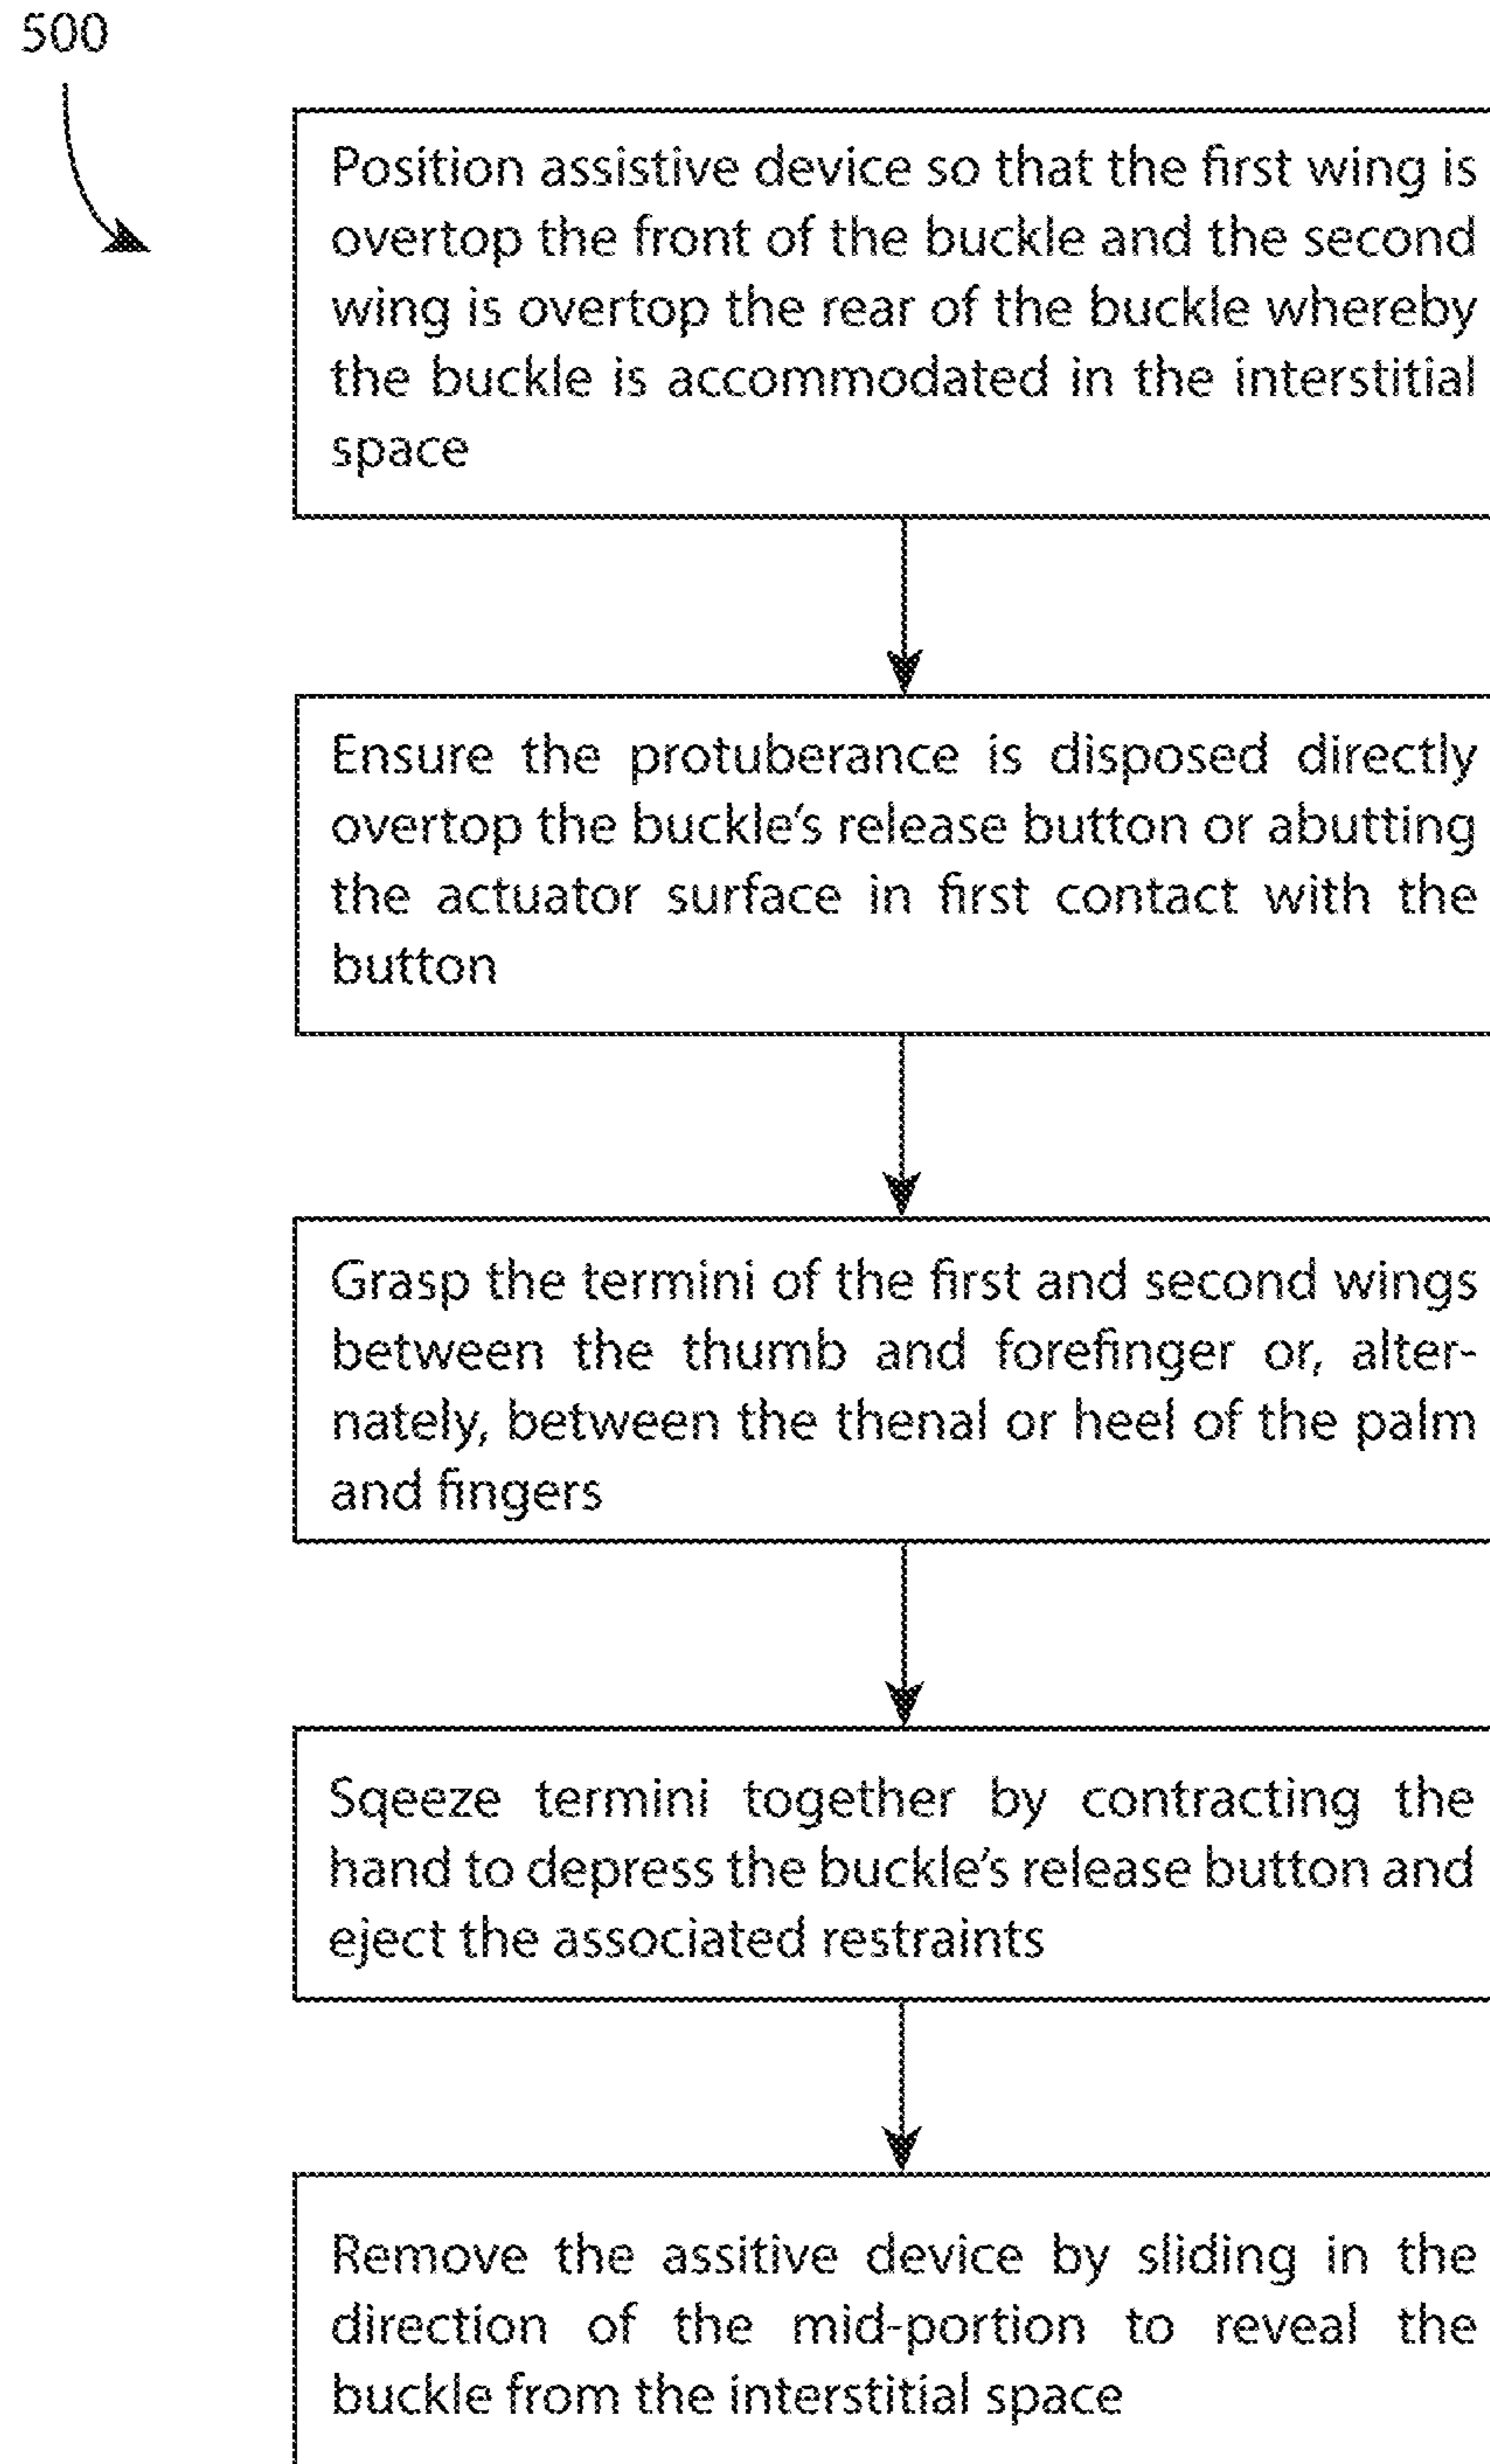 500
Position assistive device so that the first wing is
overtop the front of the buckle and the second
wing is overtop the rear of the buckle whereby
the buckle is accommodated in the interstitial
space
Ensure the protuberance is disposed directly
overtop the buckle's release button or abutting
the actuator surface in first contact with the
button
Grasp the termini of the first and second wings
between the thumb and forefinger or, alter-
nately, between the thenal or heel of the palm
and fingers
Sqeeze termini together by contracting the
hand to depress the buckle's release button and
eject the associated restraints
Remove the assitive device by sliding in the
direction of the mid-portion to reveal the
buckle from the interstitial space